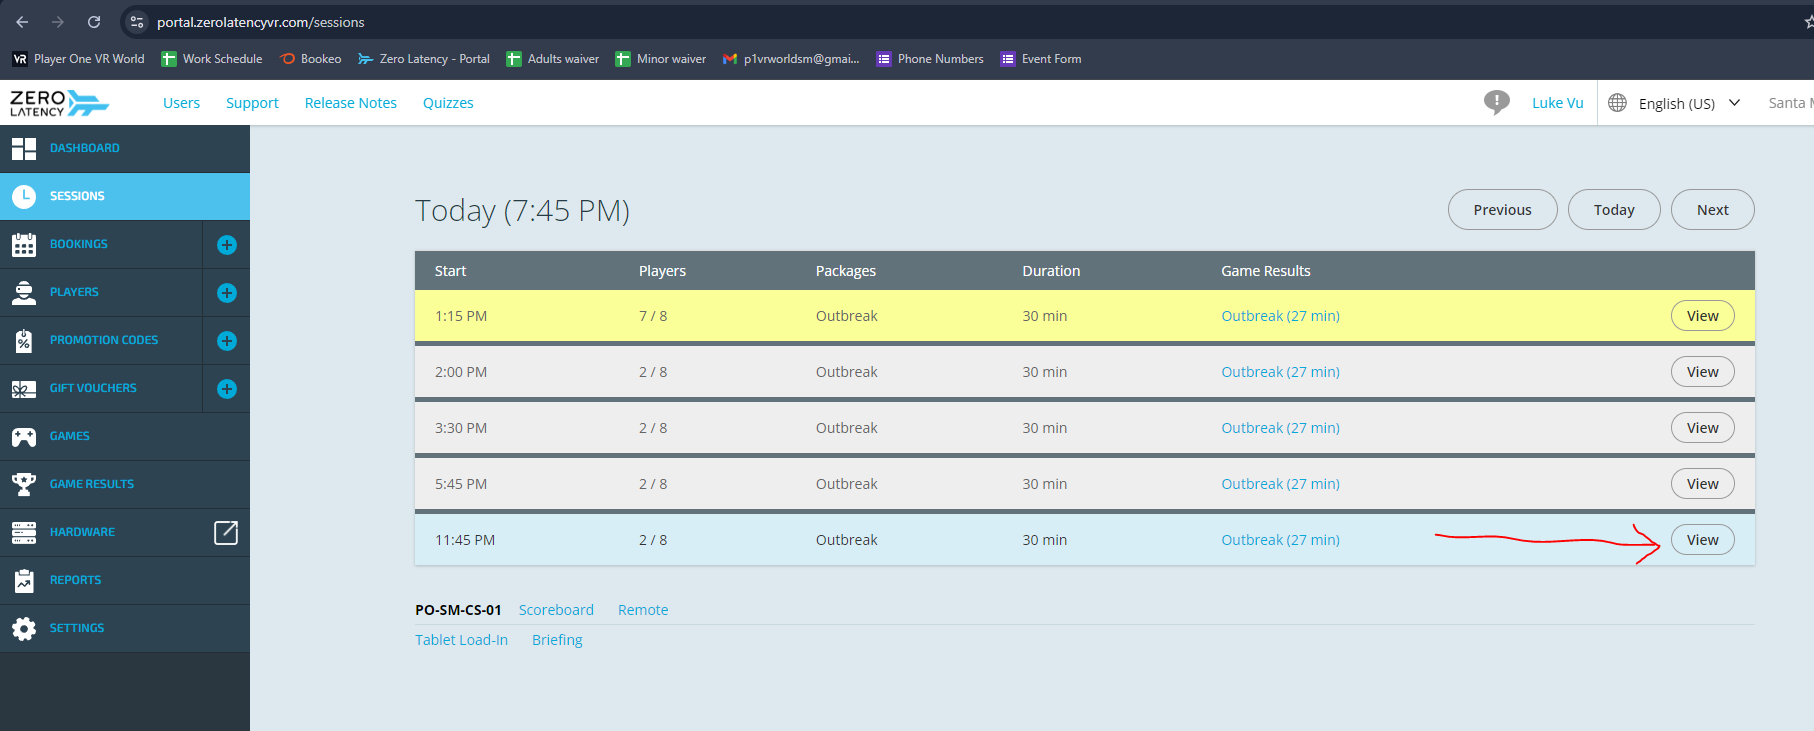 portal.zerolatencyvr.com/sessions
VR Player One VR World Work Schedule Bookeo Zero Latency - Portal Adults waiver Minor waiver p1vrworldsm@gmai... Phone Numbers Event Form
ZERO LATENCY Users Support Release Notes Quizzes ! Luke Vu English (US) Santa
DASHBOARD
SESSIONS
BOOKINGS
PLAYERS
PROMOTION CODES
GIFT VOUCHERS
GAMES
GAME RESULTS
HARDWARE
REPORTS
SETTINGS
Today (7:45 PM) Previous Today Next
Start Players Packages Duration Game Results
1:15 PM 7 / 8 Outbreak 30 min Outbreak (27 min) View
2:00 PM 2 / 8 Outbreak 30 min Outbreak (27 min) View
3:30 PM 2 / 8 Outbreak 30 min Outbreak (27 min) View
5:45 PM 2 / 8 Outbreak 30 min Outbreak (27 min) View
11:45 PM 2 / 8 Outbreak 30 min Outbreak (27 min) View
PO-SM-CS-01 Scoreboard Remote
Tablet Load-In Briefing